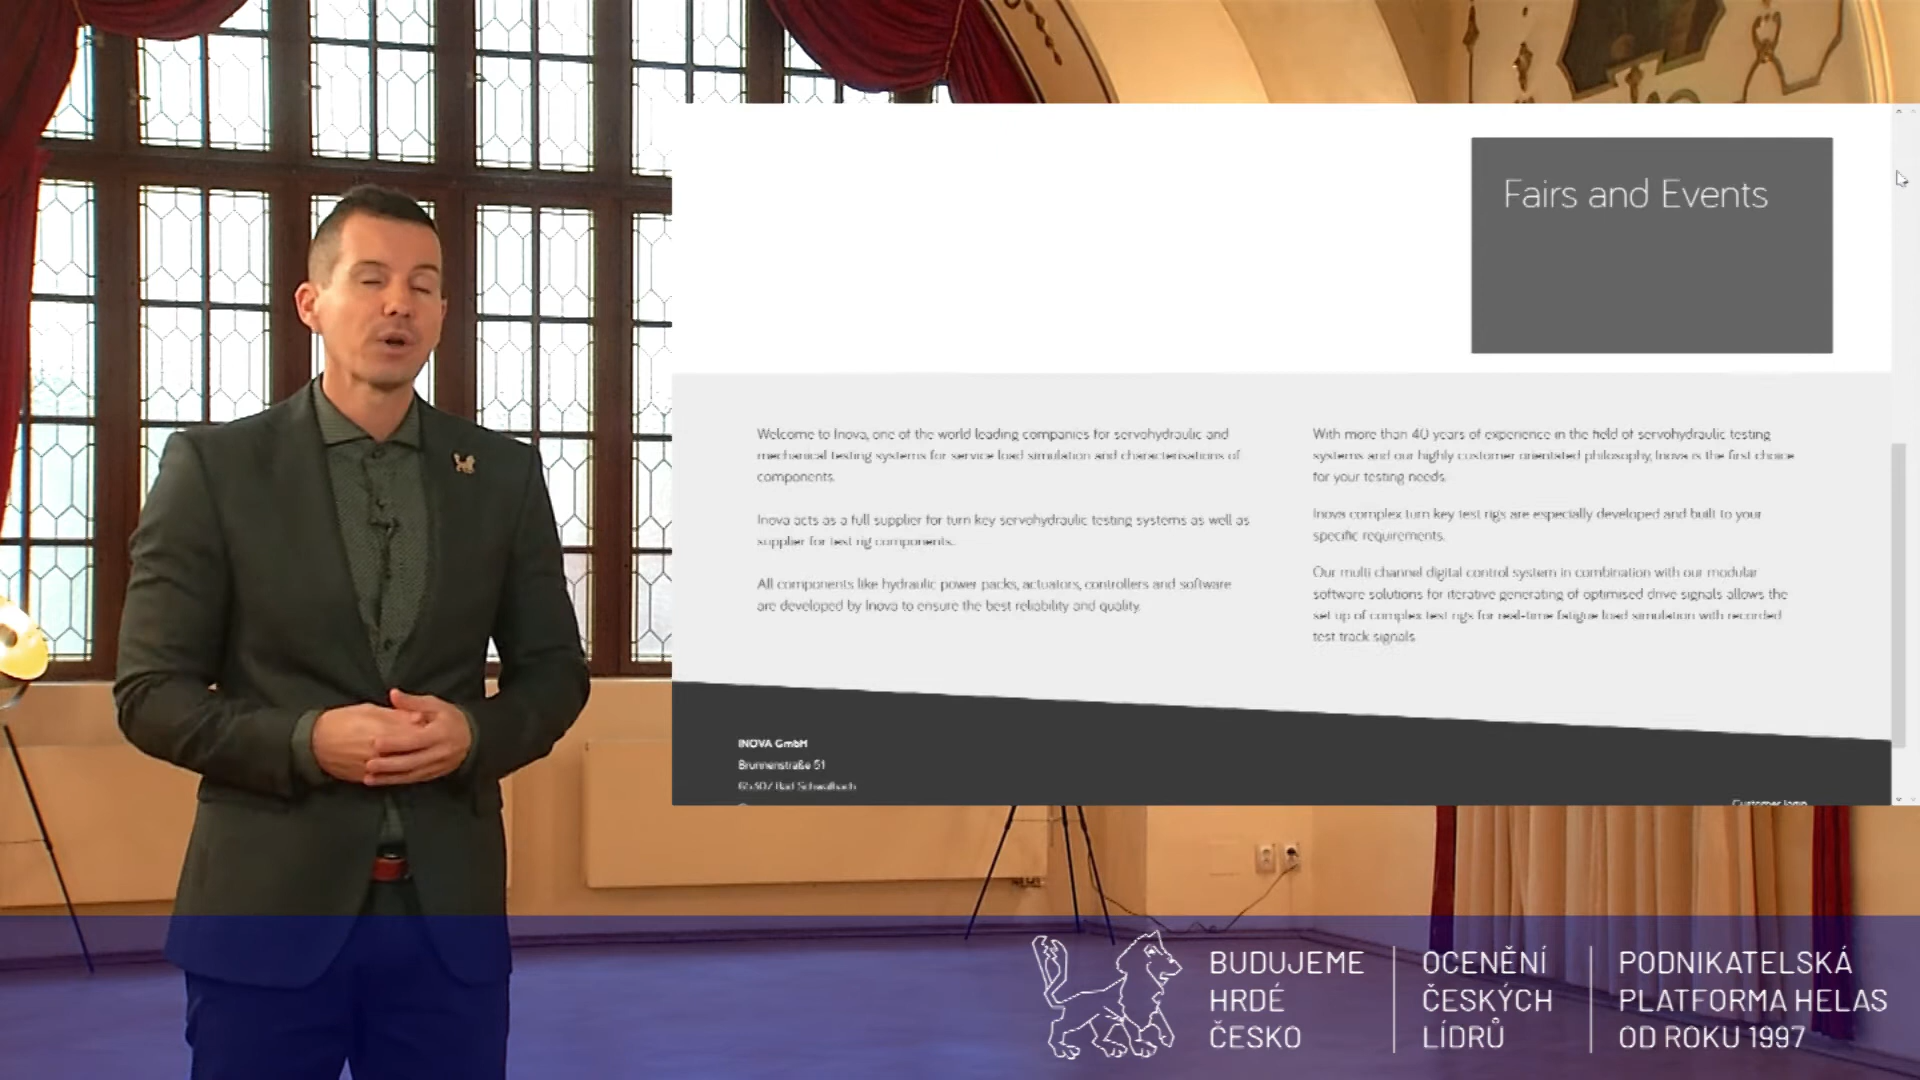 Fairs and Events
Welcome to Inova, one of the world leading companies for servohydraulic and
mechanical testing systems for service load simulation and characterisations of
components.
Inova acts as a full supplier for turn key servohydraulic testing systems as well as
supplier for test rig components.
All components like hydraulic power packs, actuators, controllers and software
are developed by Inova to ensure the best reliability and quality.
With more than 40 years of experience in the field of servohydraulic testing
systems and our highly customer orientated philosophy, Inova is the first choice
for your testing needs.
Inova complex turn key test rigs are especially developed and built to your
specific requirements.
Our multi channel digital control system in combination with our modular
software solutions for iterative generating of optimised drive signals allows the
set up of complex test rigs for real-time fatigue load simulation with recorded
test track signals.
INOVA GmbH
Brunnenstraße 51
65307 Bad Schwalbach
Customer login
BUDUJEME
HRDÉ
ČESKO
OCENĚNÍ
ČESKÝCH
LÍDRŮ
PODNIKATELSKÁ
PLATFORMA HELAS
OD ROKU 1997